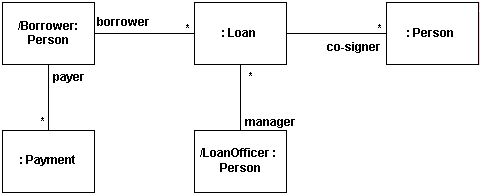 /Borrower:
Person
borrower
*
: Loan
*
: Person
co-signer
payer
*
*
manager
: Payment
/LoanOfficer :
Person